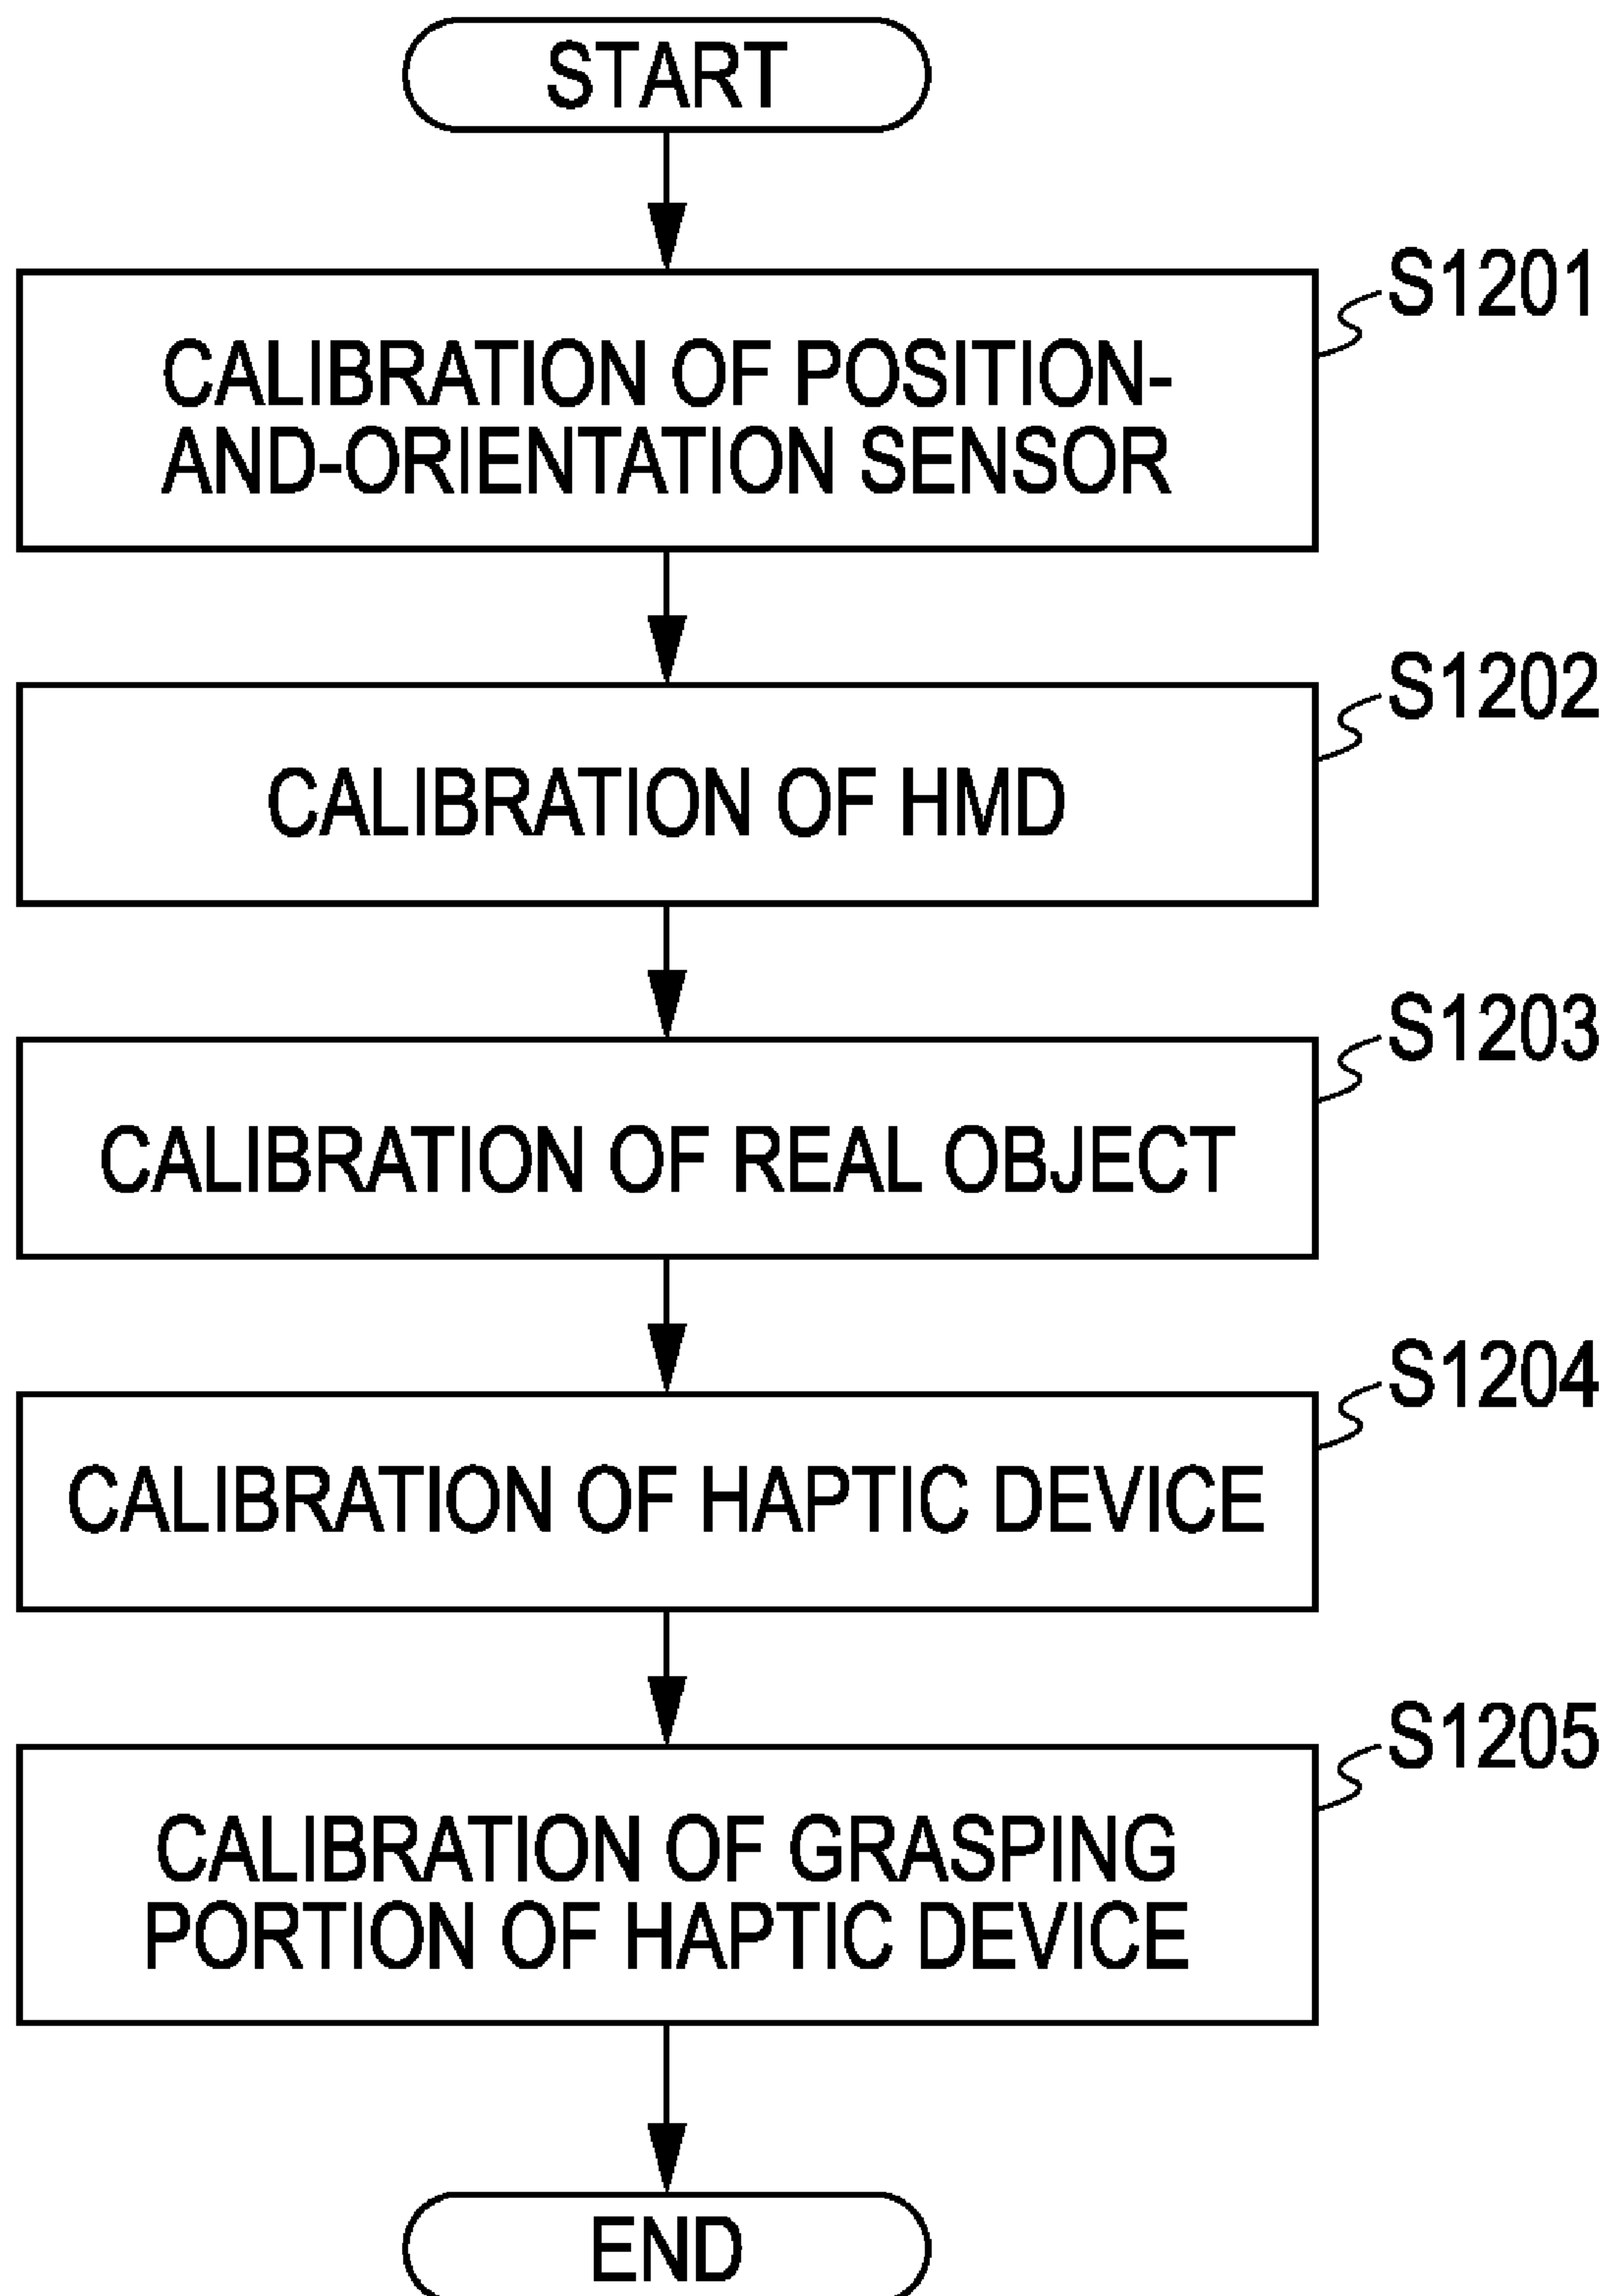 START
S1201
CALIBRATION OF POSITION-
AND-ORIENTATION SENSOR
S1202
CALIBRATION OF HMD
S1203
CALIBRATION OF REAL OBJECT
S1204
CALIBRATION OF HAPTIC DEVICE
S1205
CALIBRATION OF GRASPING
PORTION OF HAPTIC DEVICE
END